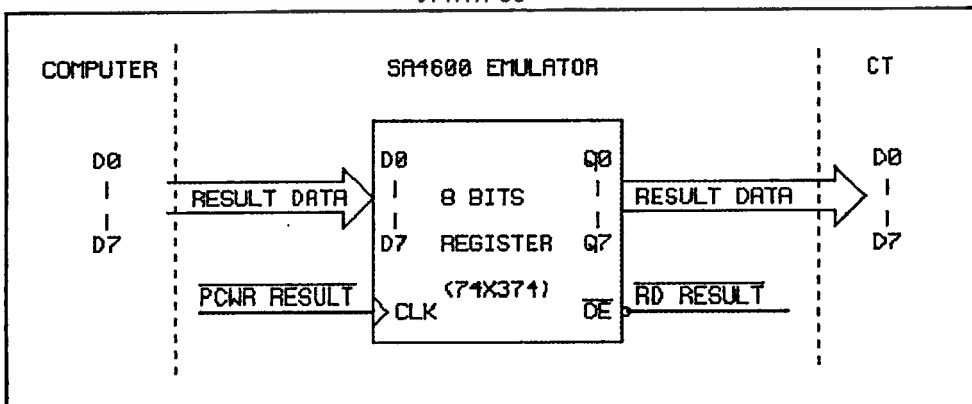 COMPUTER
SA4600 EMULATOR
CT
D0
|
|
D7
RESULT DATA
D0
|
|
D7
8 BITS
REGISTER
(74X374)
Q0
|
|
Q7
RESULT DATA
D0
|
|
D7
PCWR RESULT
CLK
OE
RD RESULT